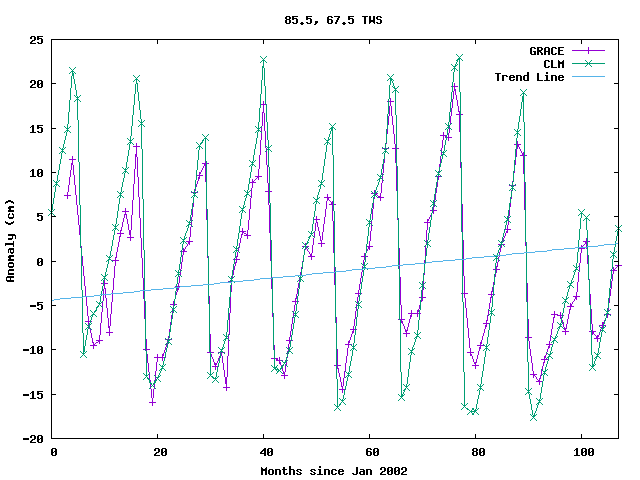 85.5, 67.5 TWS
GRACE
CLM
Trend Line
25
20
15
10
5
0
-5
-10
-15
-20
Anomaly (cm)
0 20 40 60 80 100
Months since Jan 2002